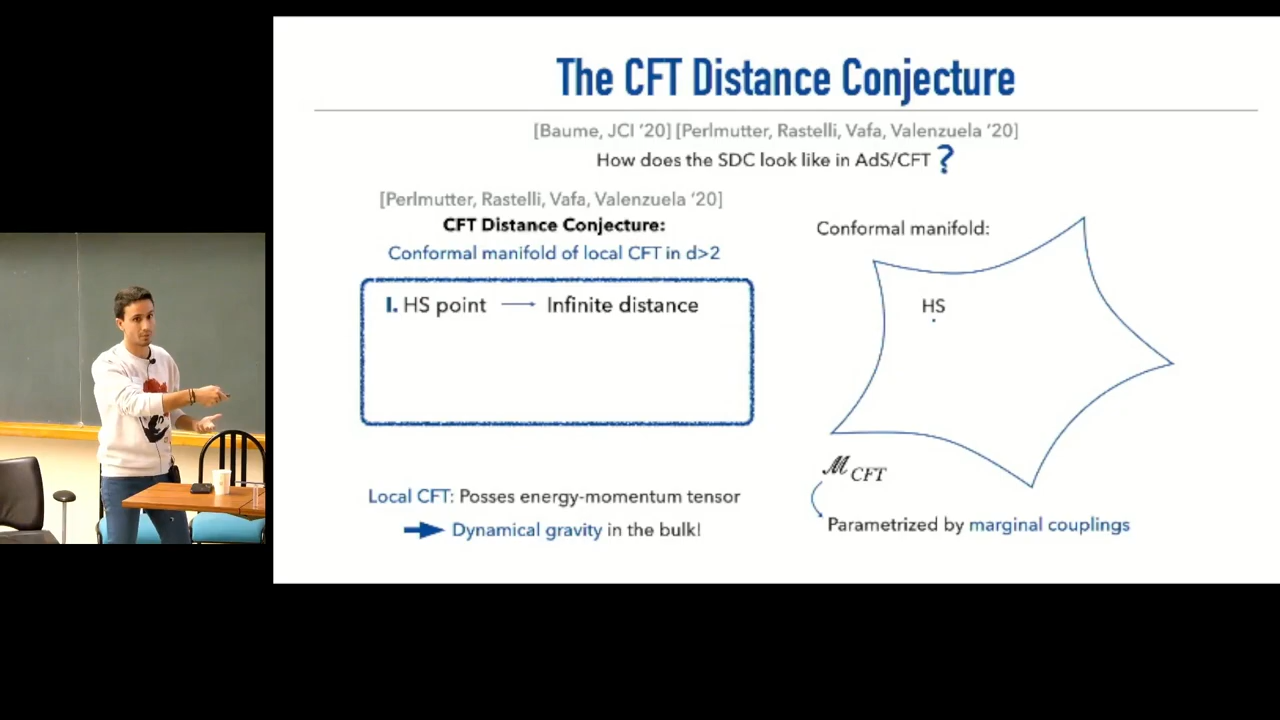 The CFT Distance Conjecture
[Baume, JCI ’20] [Perlmutter, Rastelli, Vafa, Valenzuela ’20]
How does the SDC look like in AdS/CFT ?
[Perlmutter, Rastelli, Vafa, Valenzuela ’20]
CFT Distance Conjecture:
Conformal manifold of local CFT in d>2
I. HS point → Infinite distance
Local CFT: Posses energy-momentum tensor
Dynamical gravity in the bulk!
Conformal manifold:
HS
ℳ_CFT
Parametrized by marginal couplings